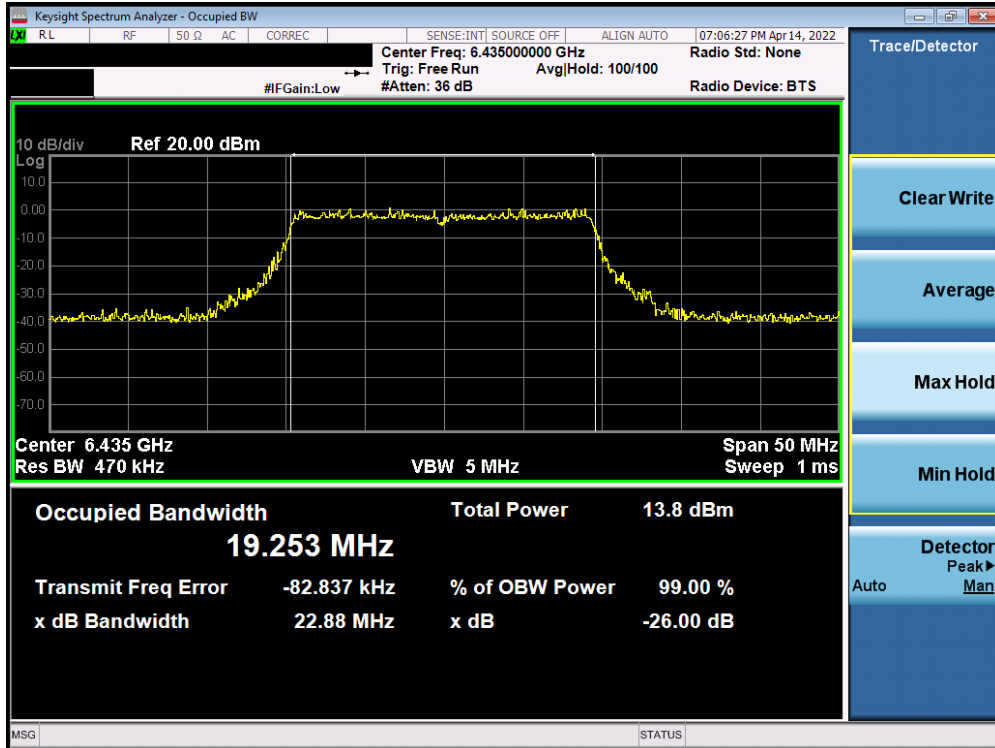 Keysight Spectrum Analyzer - Occupied BW
LXI RL RF 50 Ω AC CORREC SENSE:INT SOURCE OFF ALIGN AUTO 07:06:27 PM Apr 14, 2022
Center Freq: 6.435000000 GHz Radio Std: None
Trig: Free Run Avg|Hold: 100/100
#IFGain:Low #Atten: 36 dB Radio Device: BTS
Trace/Detector
10 dB/div Ref 20.00 dBm
Log
10.0
0.00
-10.0
-20.0
-30.0
-40.0
-50.0
-60.0
-70.0
Center 6.435 GHz Span 50 MHz
Res BW 470 kHz VBW 5 MHz Sweep 1 ms
Occupied Bandwidth Total Power 13.8 dBm
19.253 MHz
Transmit Freq Error -82.837 kHz % of OBW Power 99.00 %
x dB Bandwidth 22.88 MHz x dB -26.00 dB
Clear Write
Average
Max Hold
Min Hold
Detector
Peak▶
Auto Man
MSG STATUS